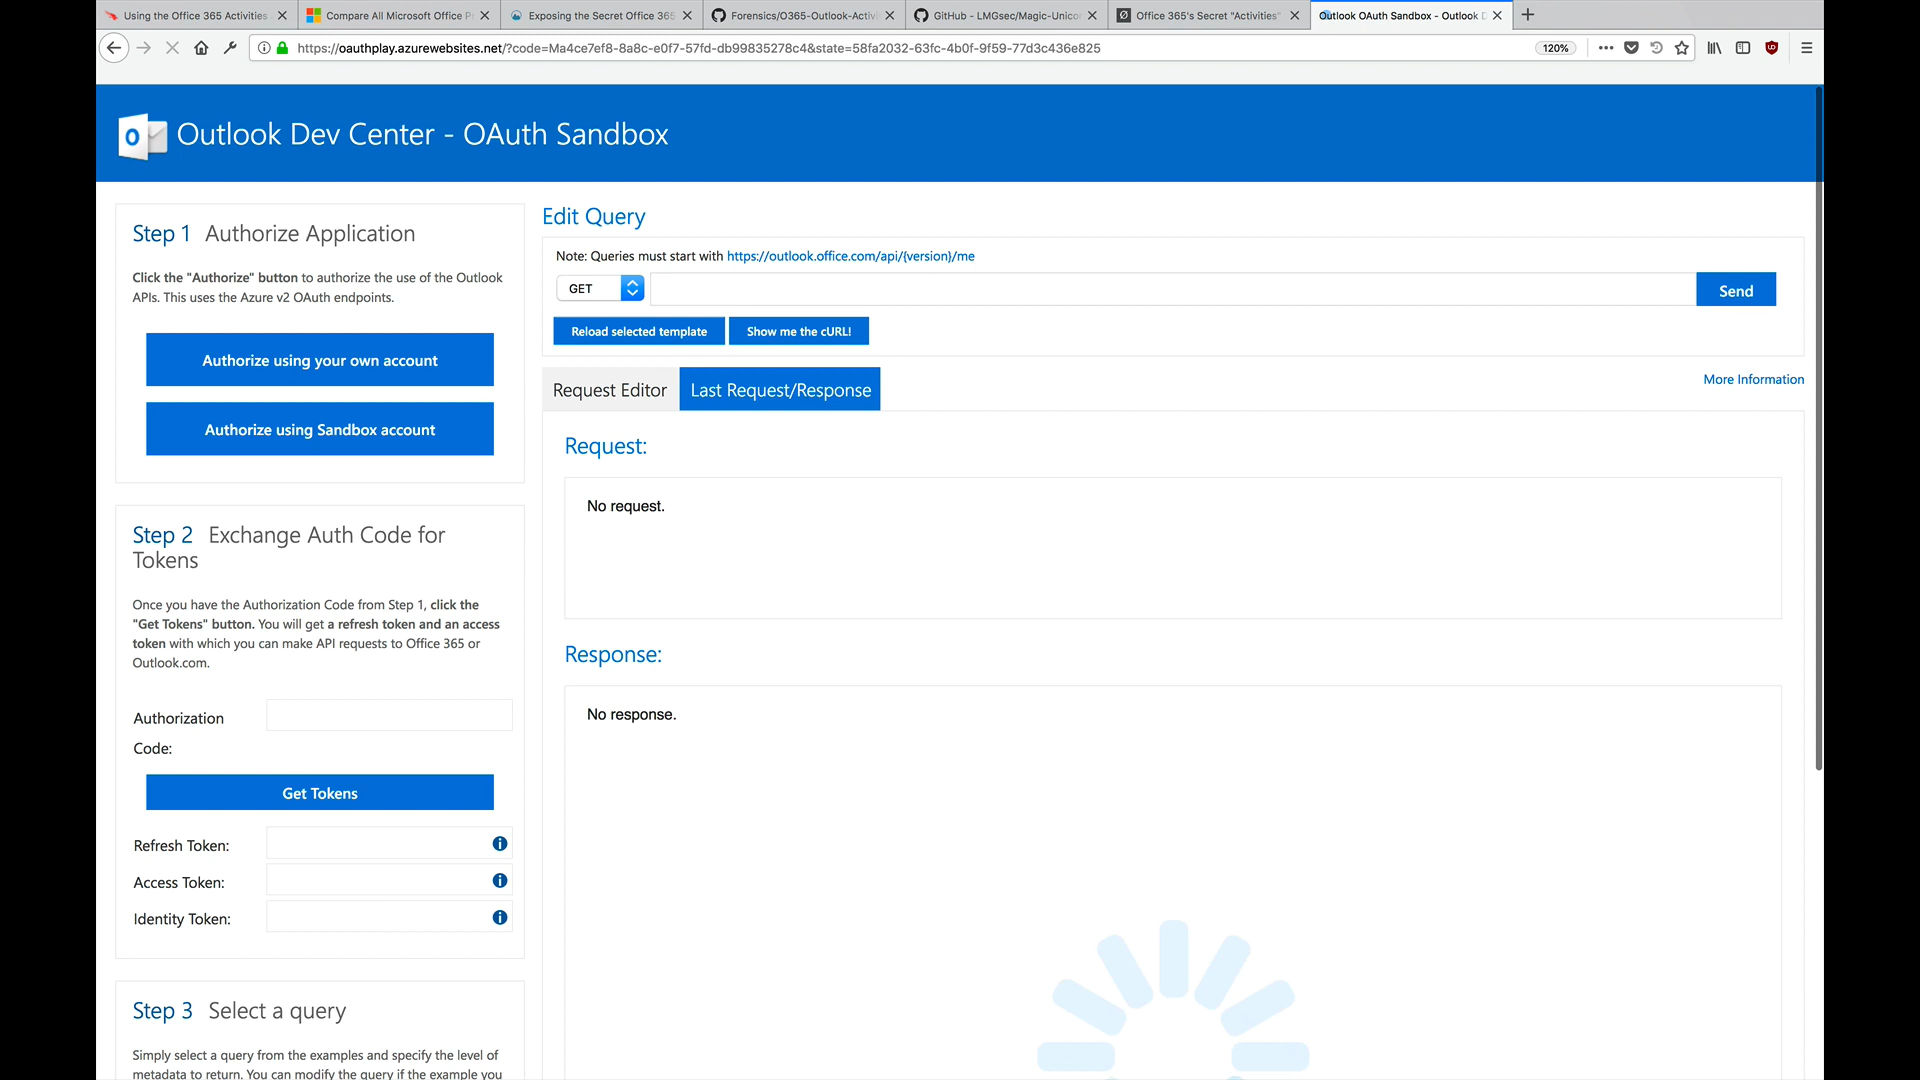 Using the Office 365 Activities
Compare All Microsoft Office P
Exposing the Secret Office 365
Forensics/O365-Outlook-Activi
GitHub - LMGsec/Magic-Unicor
Office 365's Secret "Activities"
Outlook OAuth Sandbox - Outlook D
https://oauthplay.azurewebsites.net/?code=Ma4ce7ef8-8a8c-e0f7-57fd-db99835278c4&state=58fa2032-63fc-4b0f-9f59-77d3c436e825
120%
Outlook Dev Center - OAuth Sandbox
Step 1 Authorize Application
Click the "Authorize" button to authorize the use of the Outlook
APIs. This uses the Azure v2 OAuth endpoints.
Authorize using your own account
Authorize using Sandbox account
Step 2 Exchange Auth Code for
Tokens
Once you have the Authorization Code from Step 1, click the
"Get Tokens" button. You will get a refresh token and an access
token with which you can make API requests to Office 365 or
Outlook.com.
Authorization
Code:
Get Tokens
Refresh Token:
Access Token:
Identity Token:
Step 3 Select a query
Simply select a query from the examples and specify the level of
metadata to return. You can modify the query if the example you
Edit Query
Note: Queries must start with https://outlook.office.com/api/{version}/me
GET
Send
Reload selected template
Show me the cURL!
Request Editor
Last Request/Response
More Information
Request:
No request.
Response:
No response.